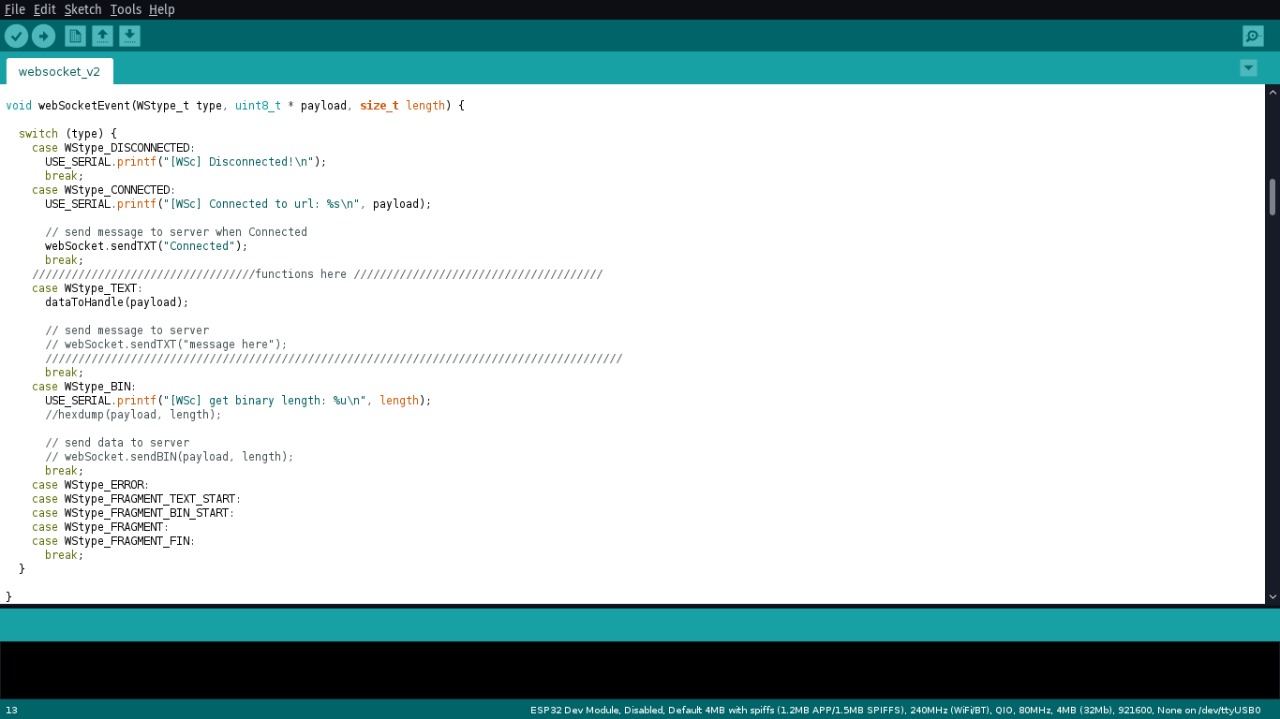 File Edit Sketch Tools Help
websocket_v2
void webSocketEvent(WStype_t type, uint8_t * payload, size_t length) {
switch (type) {
case WStype_DISCONNECTED:
USE_SERIAL.printf("[WSc] Disconnected!\n");
break;
case WStype_CONNECTED:
USE_SERIAL.printf("[WSc] Connected to url: %s\n", payload);
// send message to server when Connected
webSocket.sendTXT("Connected");
break;
//////////////////////////////////functions here //////////////////////////////////////
case WStype_TEXT:
dataToHandle(payload);
// send message to server
// webSocket.sendTXT("message here");
////////////////////////////////////////////////////////////////////////////////////////
break;
case WStype_BIN:
USE_SERIAL.printf("[WSc] get binary length: %u\n", length);
//hexdump(payload, length);
// send data to server
// webSocket.sendBIN(payload, length);
break;
case WStype_ERROR:
case WStype_FRAGMENT_TEXT_START:
case WStype_FRAGMENT_BIN_START:
case WStype_FRAGMENT:
case WStype_FRAGMENT_FIN:
break;
}
}
13 ESP32 Dev Module, Disabled, Default 4MB with spiffs (1.2MB APP/1.5MB SPIFFS), 240MHz (WiFi/BT), QIO, 80MHz, 4MB (32Mb), 921600, None on /dev/ttyUSB0